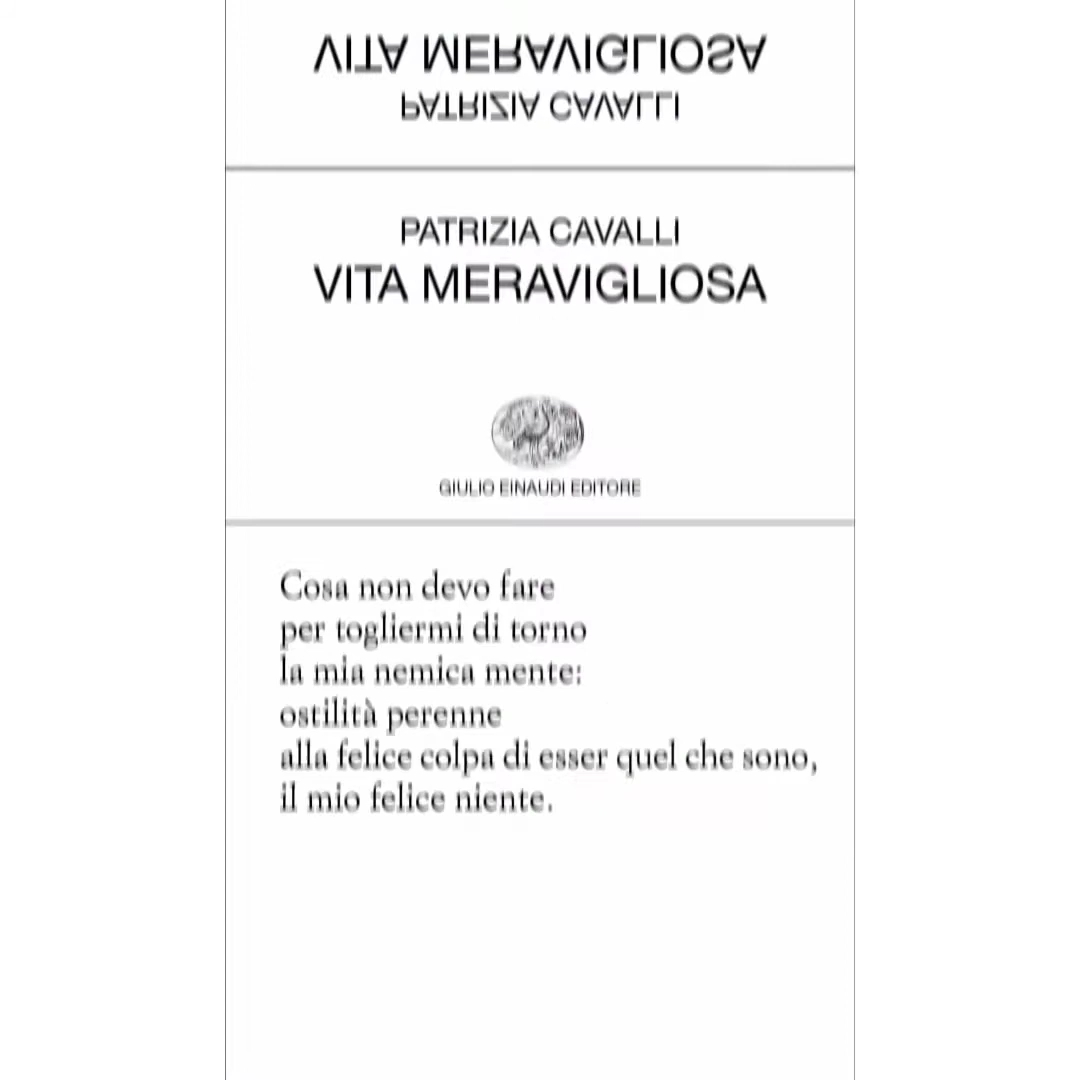 VITA MERAVIGLIOSA
PATRIZIA CAVALLI
PATRIZIA CAVALLI
VITA MERAVIGLIOSA
GIULIO EINAUDI EDITORE
Cosa non devo fare
per togliermi di torno
la mia nemica mente:
ostilità perenne
alla felice colpa di esser quel che sono,
il mio felice niente.